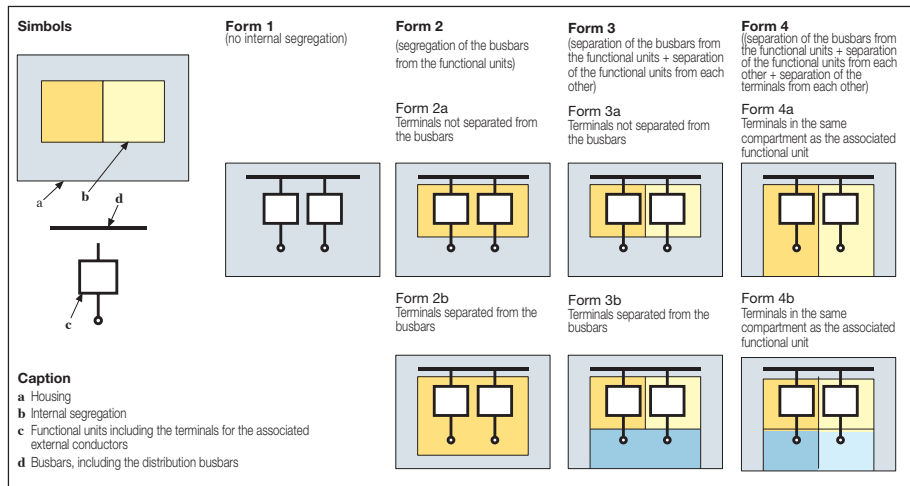 Simbols
a
b
d
c
Caption
a Housing
b Internal segregation
c Functional units including the terminals for the associated
external conductors
d Busbars, including the distribution busbars
Form 1
(no internal segregation)
Form 2
(segregation of the busbars
from the functional units)
Form 2a
Terminals not separated from
the busbars
Form 2b
Terminals separated from the
busbars
Form 3
(separation of the busbars from
the functional units + separation
of the functional units from each
other)
Form 3a
Terminals not separated from
the busbars
Form 3b
Terminals separated from the
busbars
Form 4
((separation of the busbars from
the functional units + separation
of the functional units from each
other + separation of the
terminals from each other)
Form 4a
Terminals in the same
compartment as the associated
functional unit
Form 4b
Terminals in the same
compartment as the associated
functional unit